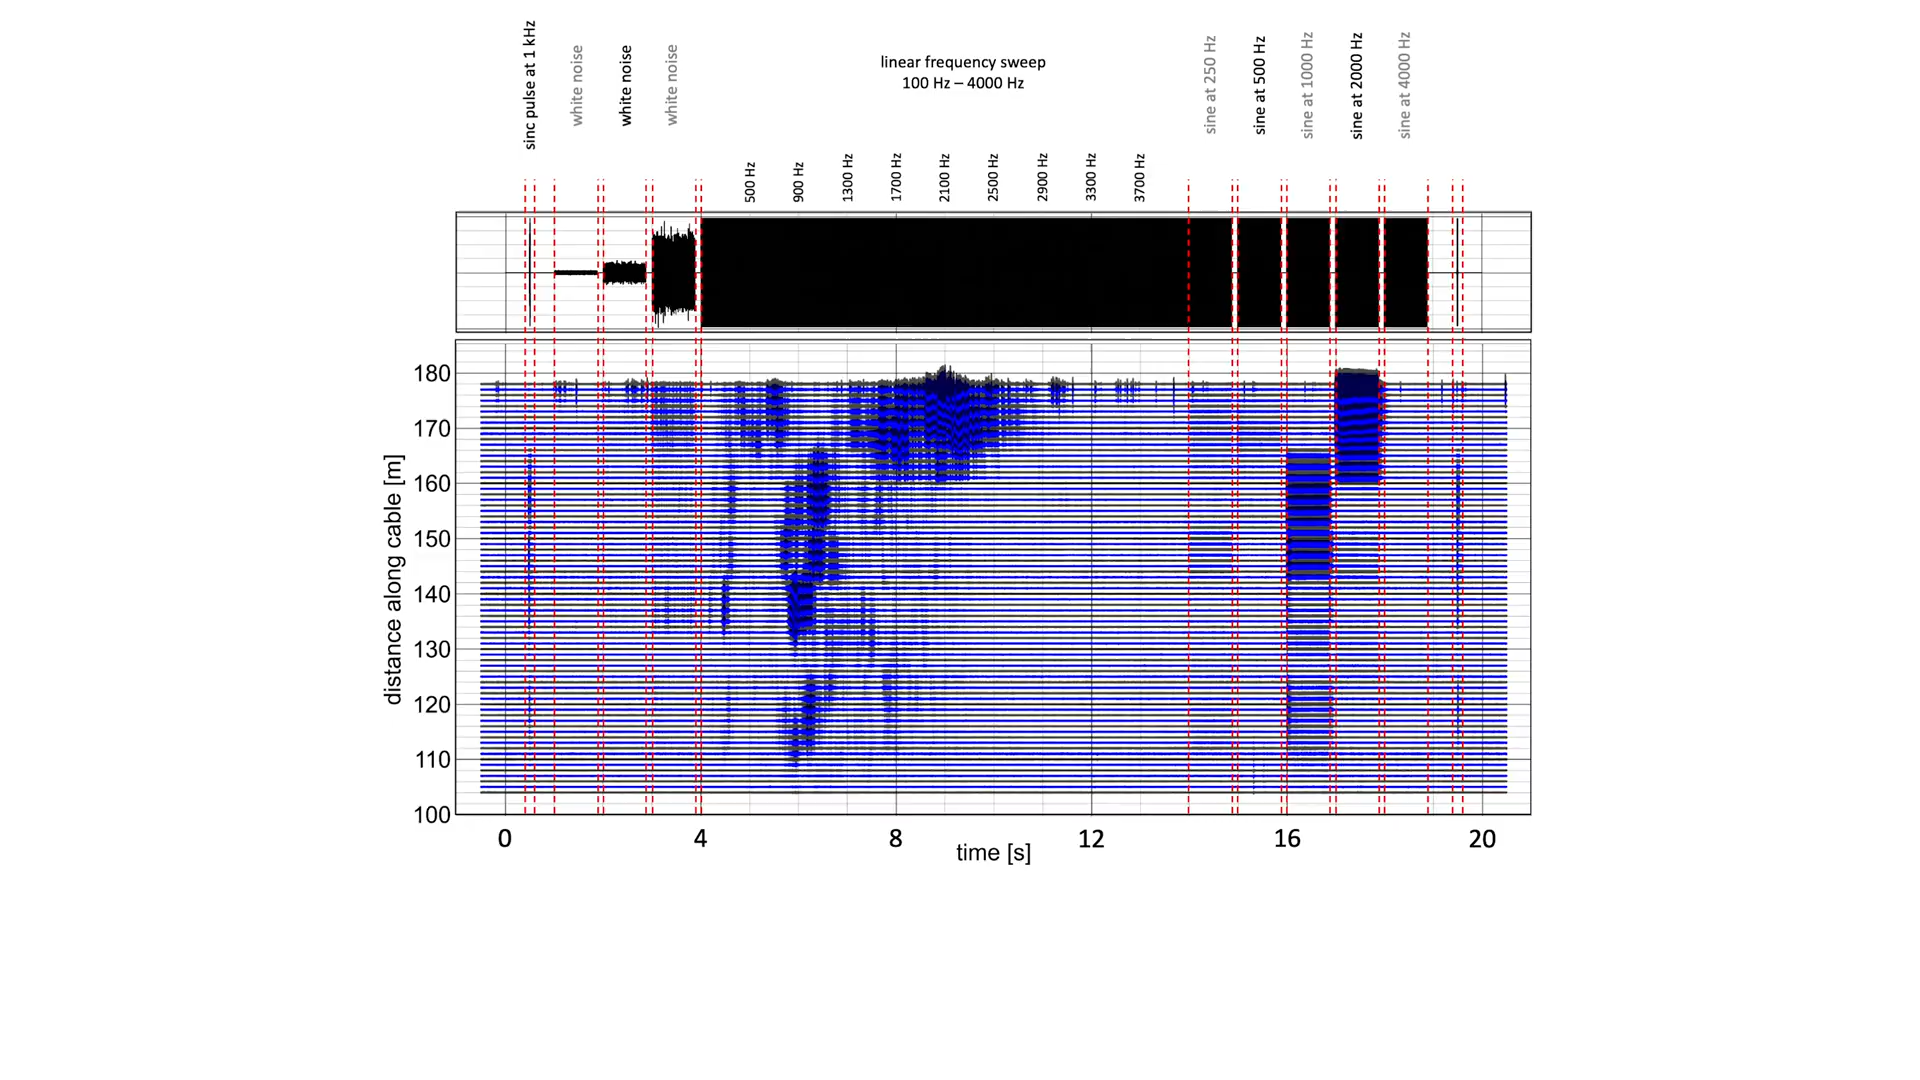 sinc pulse at 1 kHz
white noise
white noise
white noise
linear frequency sweep
100 Hz – 4000 Hz
sine at 250 Hz
sine at 500 Hz
sine at 1000 Hz
sine at 2000 Hz
sine at 4000 Hz
500 Hz
900 Hz
1300 Hz
1700 Hz
2100 Hz
2500 Hz
2900 Hz
3300 Hz
3700 Hz
distance along cable [m]
180
170
160
150
140
130
120
110
100
0 4 8 12 16 20
time [s]